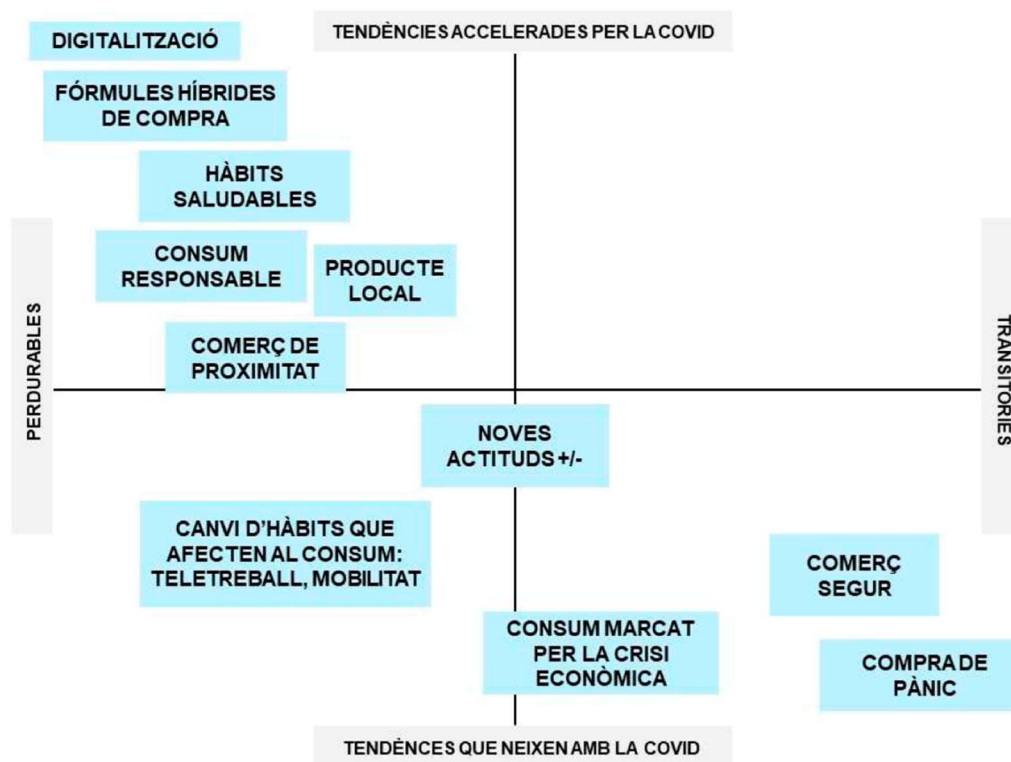 TENDÈNCIES ACCELERADES PER LA COVID
DIGITALITZACIÓ
FÓRMULES HÍBRIDES
DE COMPRA
HÀBITS
SALUDABLES
CONSUM
RESPONSABLE
PRODUCTE
LOCAL
COMERÇ DE
PROXIMITAT
PERDURABLES
TRANSITORIES
NOVES
ACTITUDS +/-
CANVI D'HÀBITS QUE
AFECTEN AL CONSUM:
TELETREBALL, MOBILITAT
COMERÇ
SEGUR
CONSUM MARCAT
PER LA CRISI
ECONÒMICA
COMPRA DE
PÀNIC
TENDÈNCES QUE NEIXEN AMB LA COVID